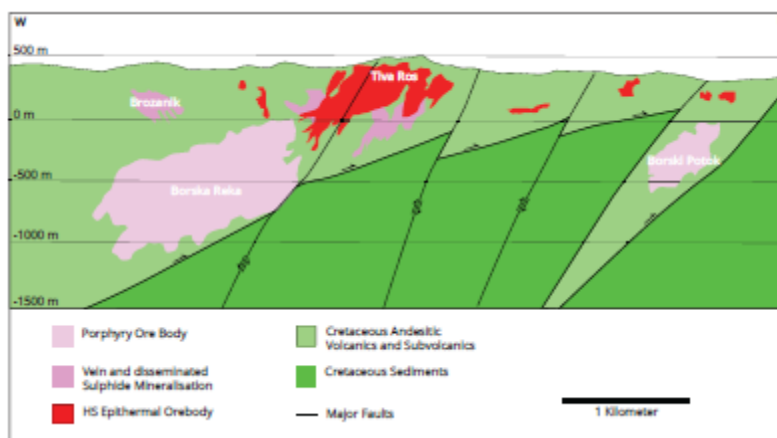 W
500 m
Tiva Ros
Brozanik
0 m
Borski Potok
Borska Reka
-500 m
-1000 m
-1500 m
Porphyry Ore Body
Cretaceous Andesitic
Volcanics and Subvolcanics
Vein and disseminated
Sulphide Mineralisation
Cretaceous Sediments
HS Epithermal Orebody
Major Faults
1 Kilometer